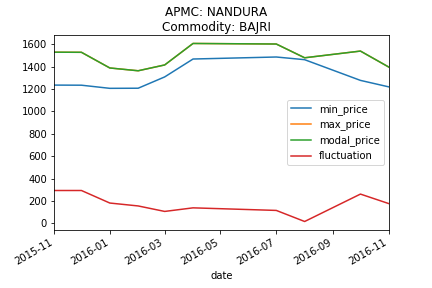 APMC: NANDURA
Commodity: BAJRI
1600
1400
1200
1000
800
600
400
200
0
min_price
max_price
modal_price
fluctuation
2015-11
2016-01
2016-03
2016-05
2016-07
2016-09
2016-11
date